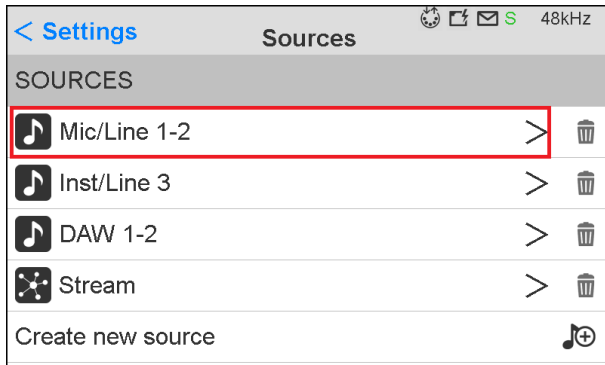 < Settings
Sources
S 48kHz
SOURCES
Mic/Line 1-2
Inst/Line 3
DAW 1-2
Stream
Create new source